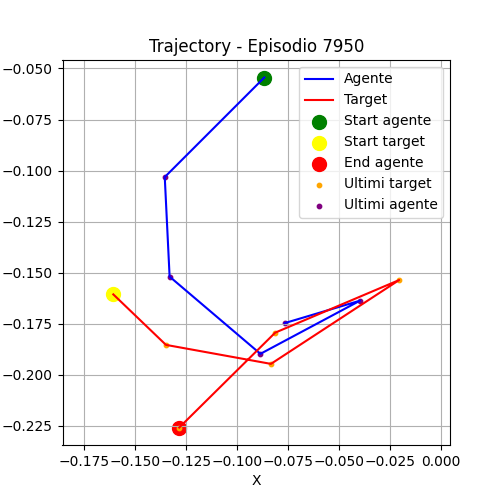 Trajectory - Episodio 7950
−0.050
−0.075
−0.100
−0.125
−0.150
−0.175
−0.200
−0.225
Agente
Target
Start agente
Start target
End agente
Ultimi target
Ultimi agente
−0.175 −0.150 −0.125 −0.100 −0.075 −0.050 −0.025 0.000
X